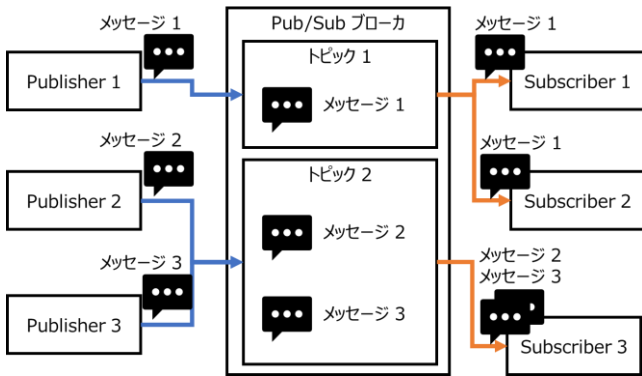 メッセージ 1
Publisher 1
メッセージ 2
Publisher 2
メッセージ 3
Publisher 3
Pub/Sub ブローカ
トピック 1
メッセージ 1
トピック 2
メッセージ 2
メッセージ 3
メッセージ 1
Subscriber 1
メッセージ 1
Subscriber 2
メッセージ 2
メッセージ 3
Subscriber 3